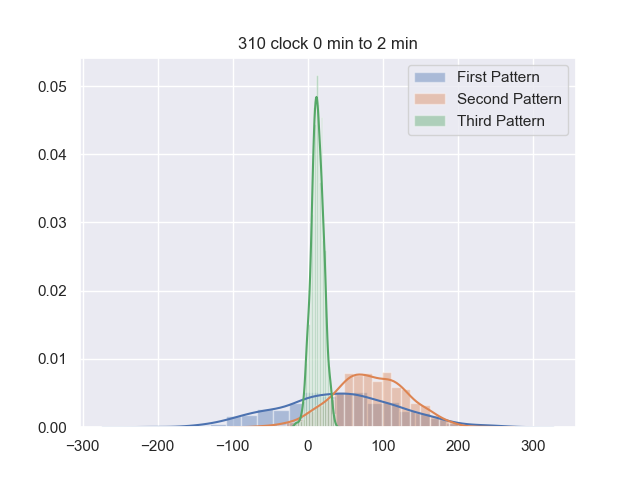 310 clock 0 min to 2 min
First Pattern
Second Pattern
Third Pattern
0.05
0.04
0.03
0.02
0.01
0.00
−300 −200 −100 0 100 200 300